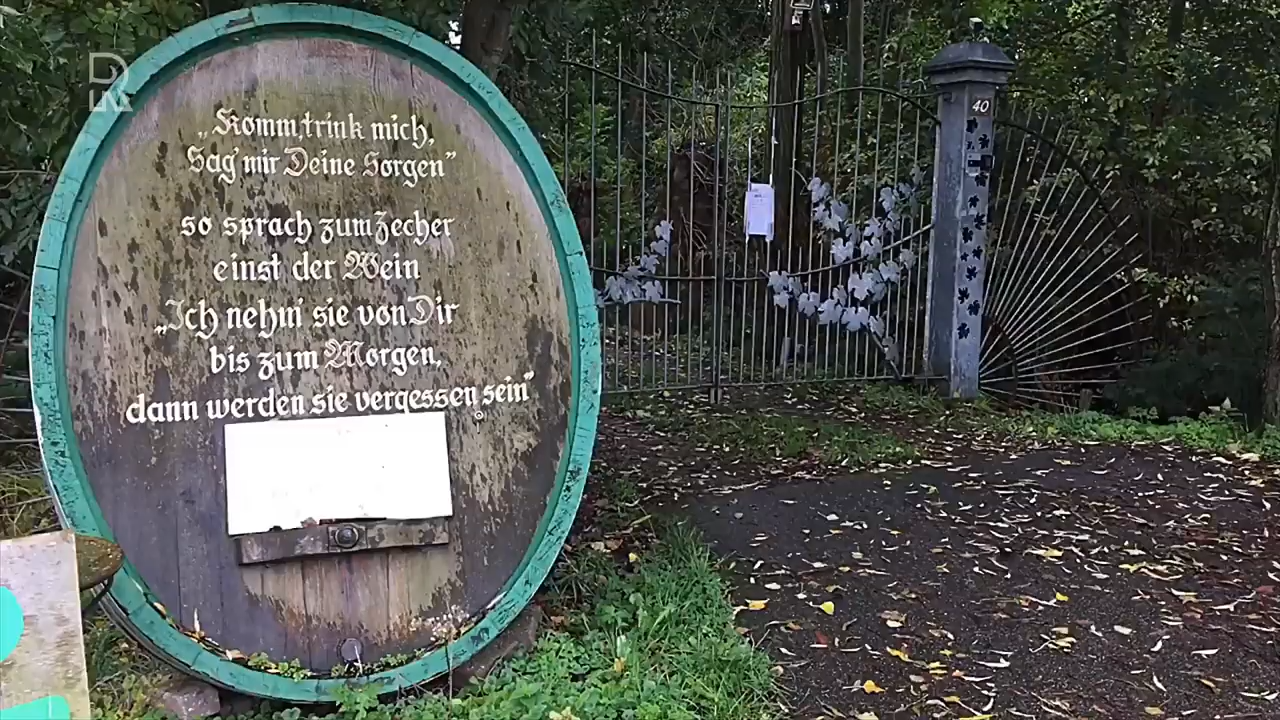 „Komm, trink mich,
Sag' mir Deine Sorgen"
so sprach zum Zecher
einst der Wein
„Ich nehm' sie von Dir
bis zum Morgen,
dann werden sie vergessen sein"
40
R